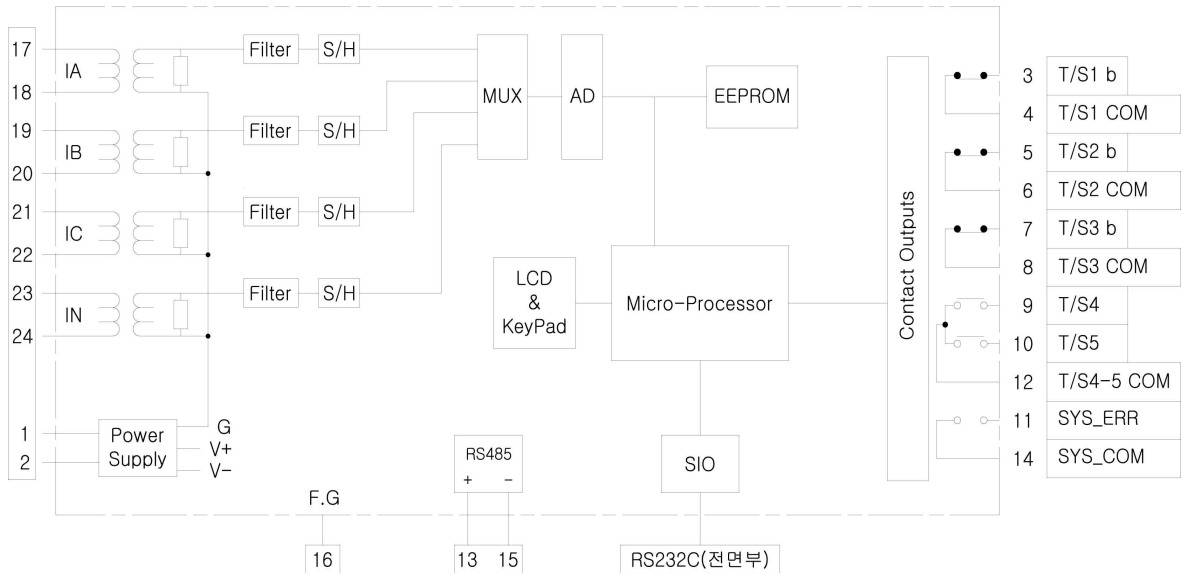 17 IA Filter S/H
18
19 IB Filter S/H
20
21 IC Filter S/H
22
23 IN Filter S/H
24
MUX
AD
EEPROM
LCD
&
KeyPad
Micro-Processor
Contact Outputs
3 T/S1 b
4 T/S1 COM
5 T/S2 b
6 T/S2 COM
7 T/S3 b
8 T/S3 COM
9 T/S4
10 T/S5
12 T/S4-5 COM
11 SYS_ERR
14 SYS_COM
1
2
Power
Supply
G
V+
V-
RS485
+ -
SIO
F.G
16
13 15
RS232C(전면부)